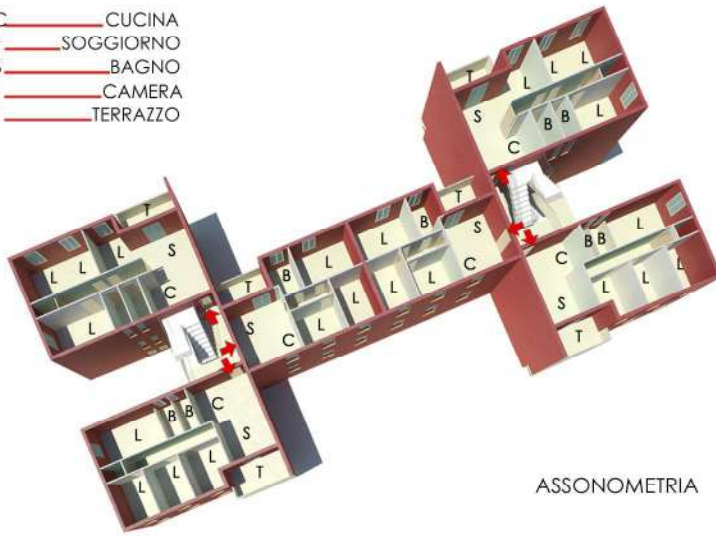 C CUCINA
SOGGIORNO
BAGNO
CAMERA
TERRAZZO
T L L L
S B B L
C
T
L L L S
L C
T B L L B T S
S C L L L L C
C B B L
S L L L
T
L B B C
L L L S
T
ASSONOMETRIA